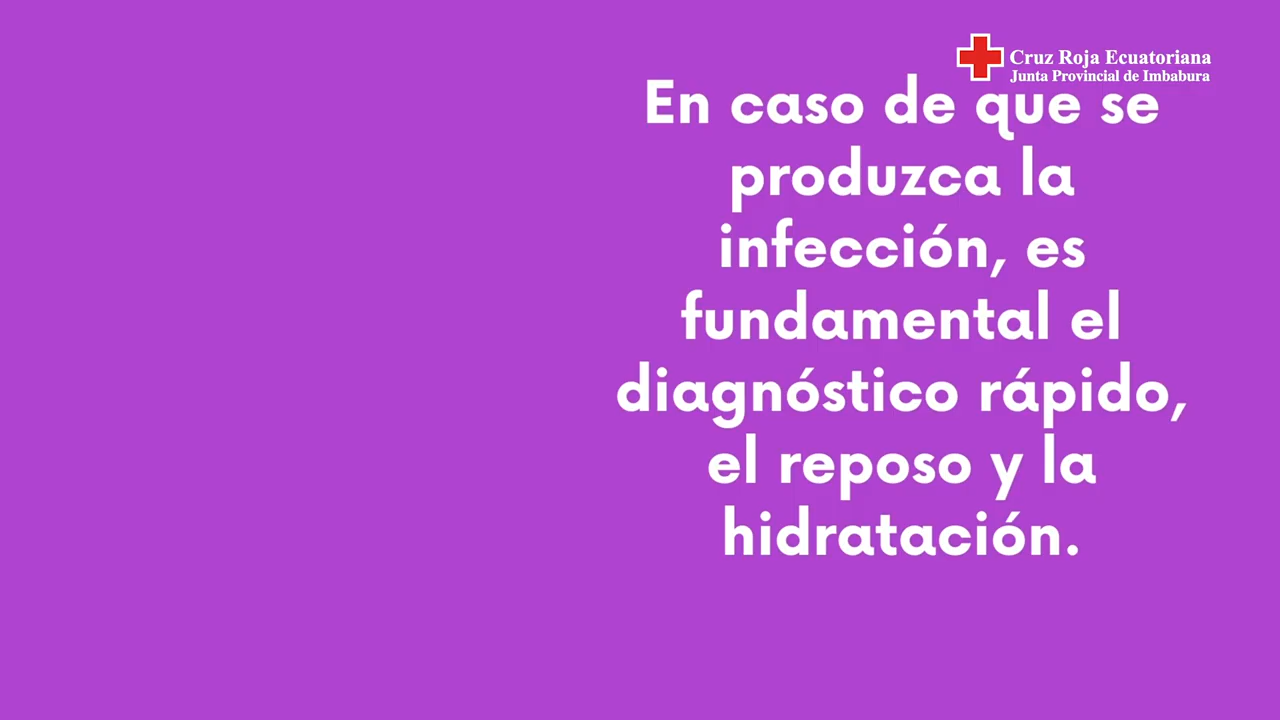 Cruz Roja Ecuatoriana
Junta Provincial de Imbabura
En caso de que se
produzca la
infección, es
fundamental el
diagnóstico rápido,
el reposo y la
hidratación.